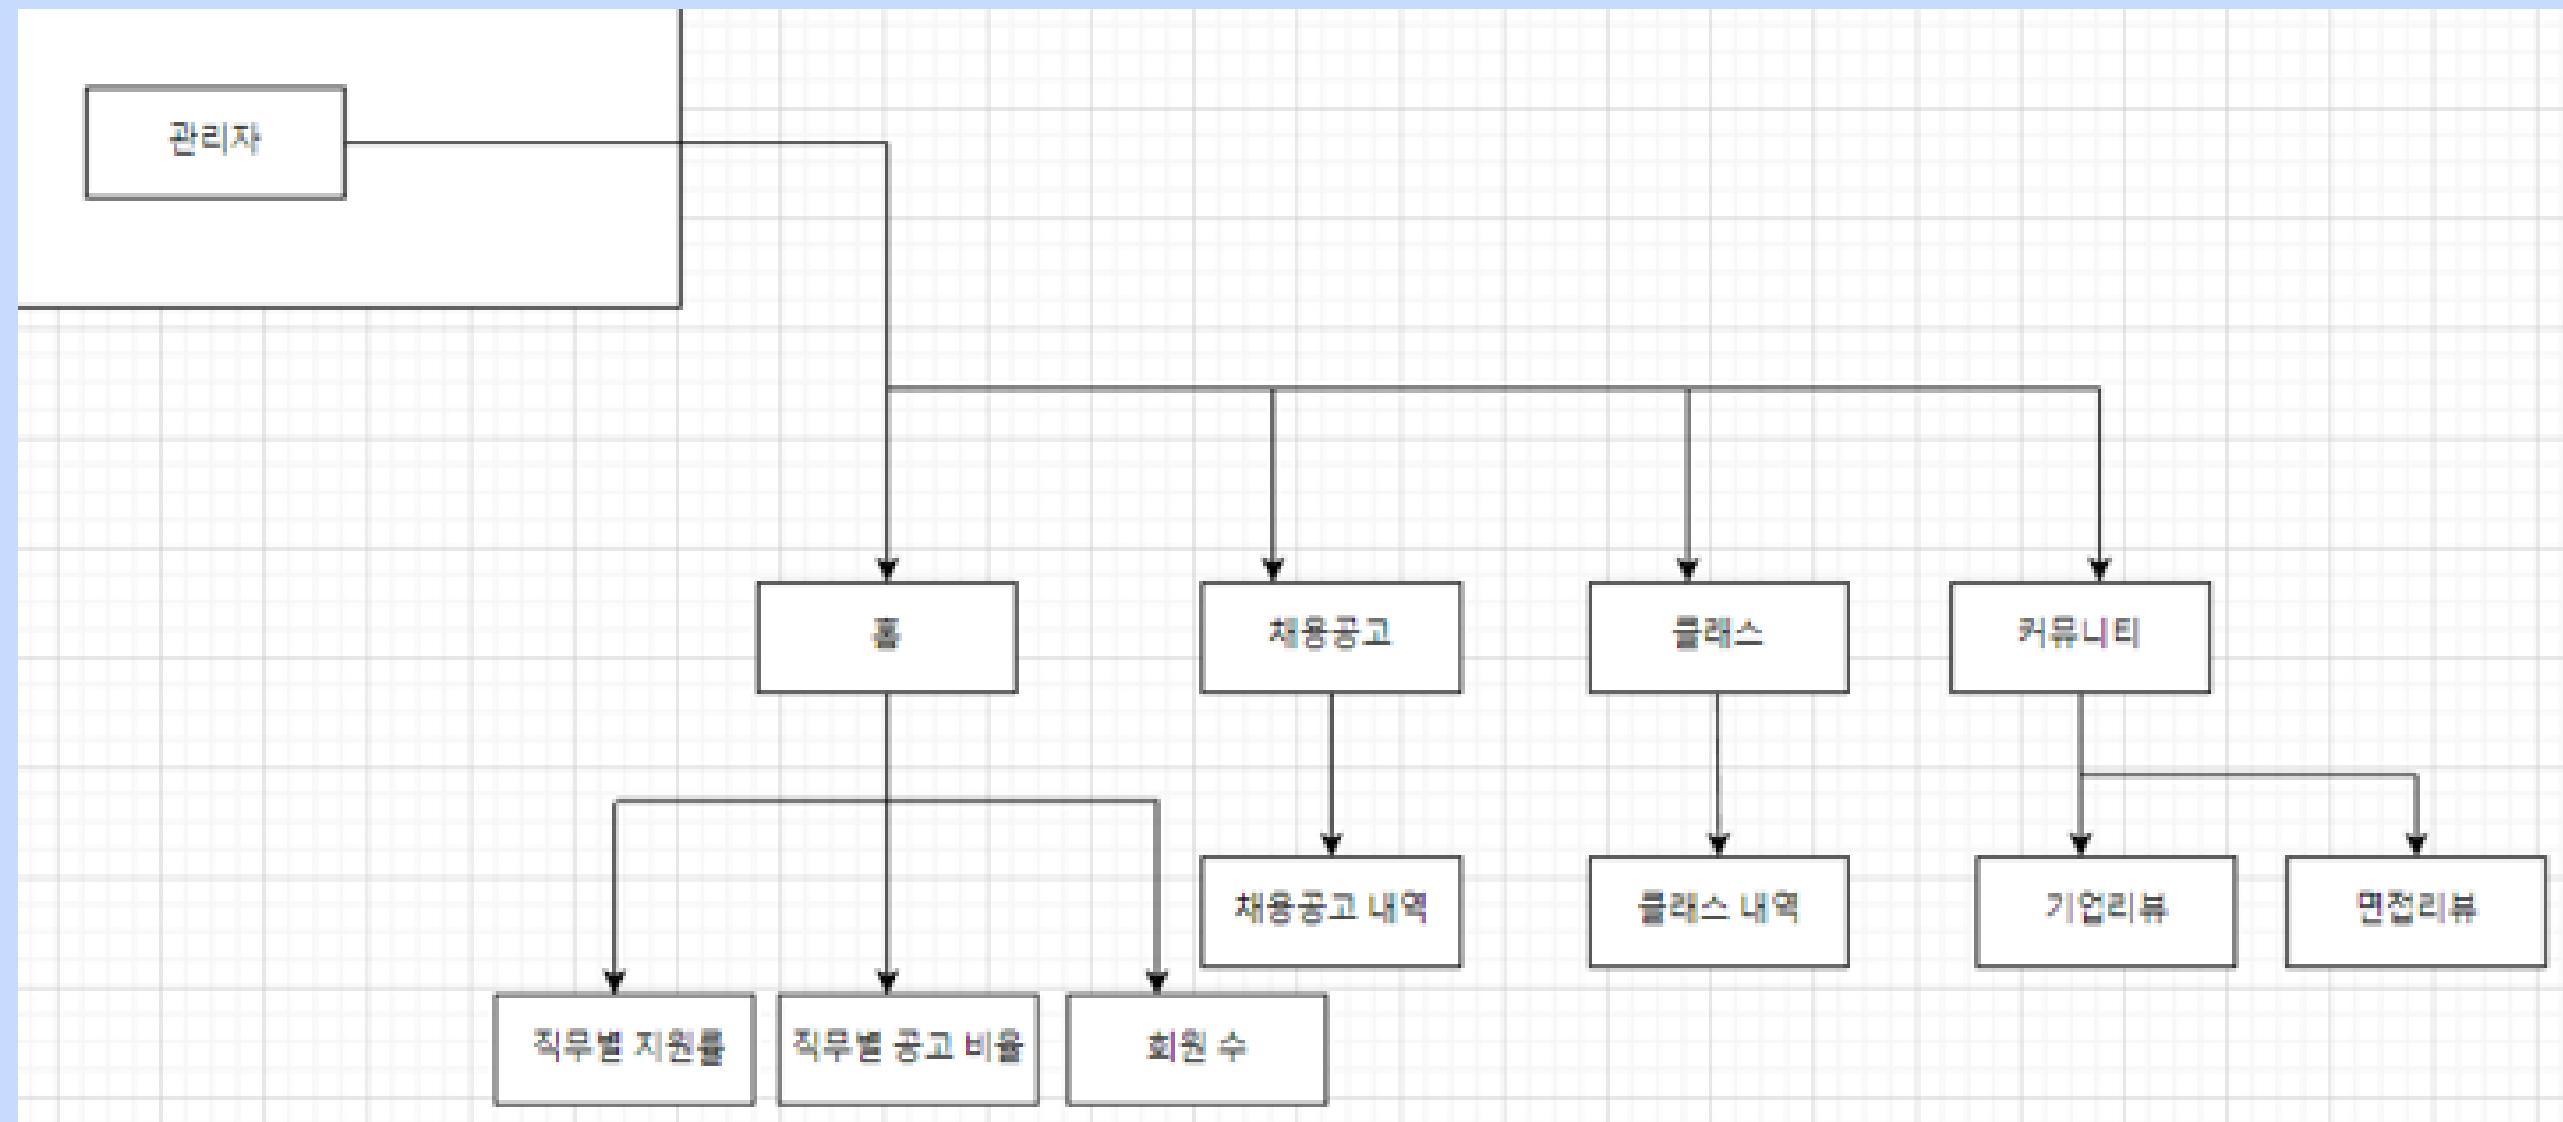 관리자
홈
채용공고
클래스
커뮤니티
채용공고 내역
클래스 내역
기업리뷰
면접리뷰
직무별 지원률
직무별 공고 비율
회원 수